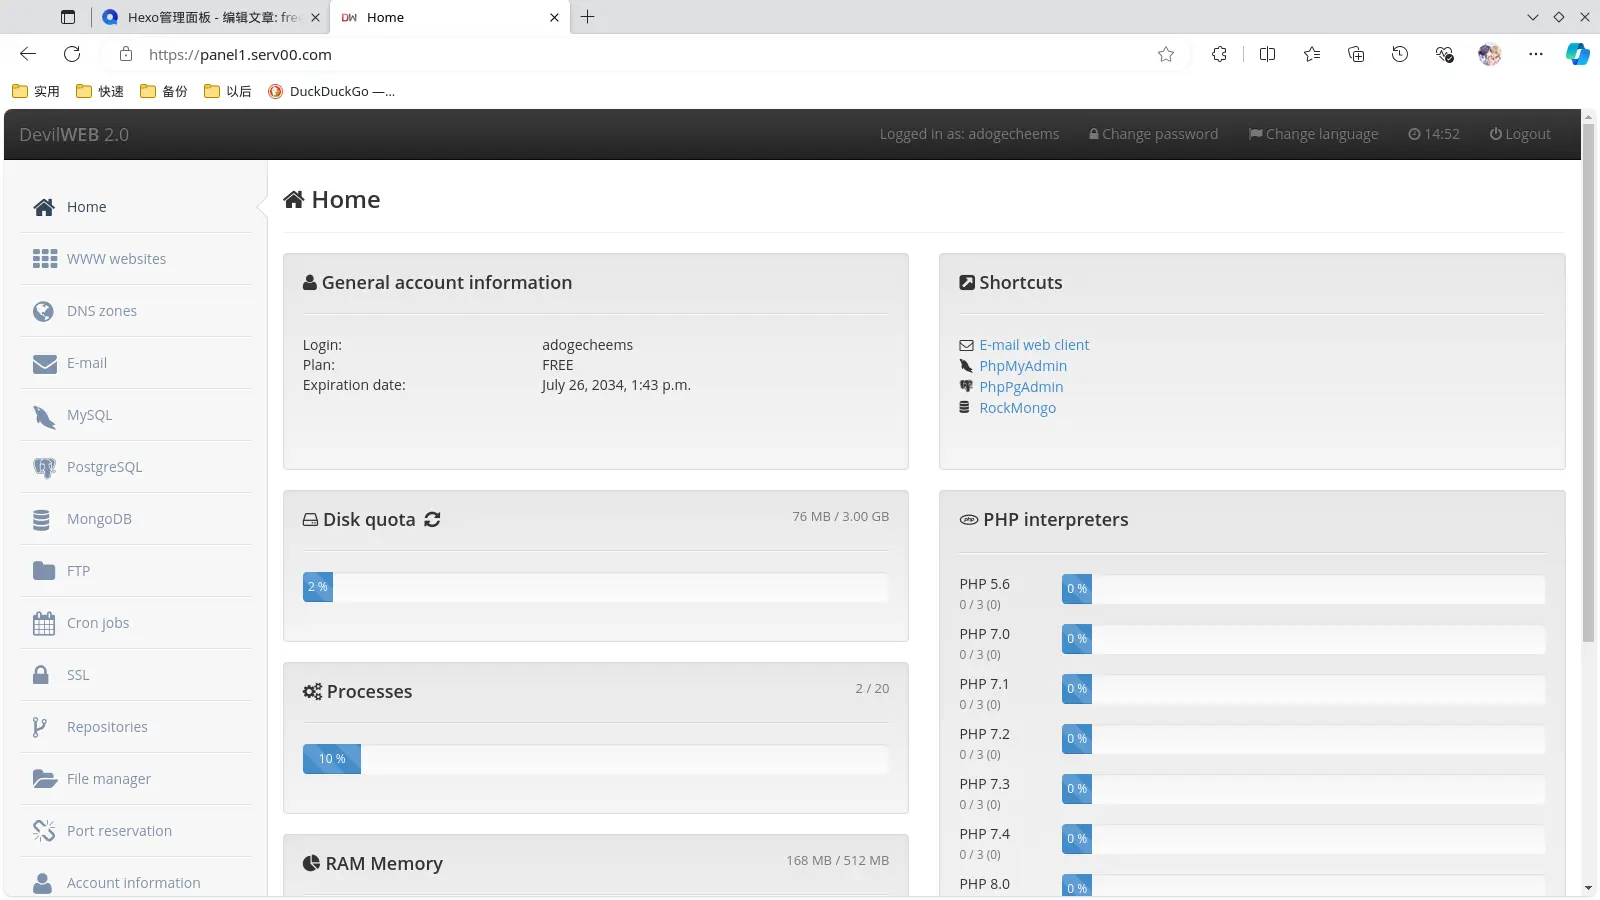 Hexo管理面板 - 编辑文章: fre
DW Home
https://panel1.serv00.com
实用 快速 备份 以后 DuckDuckGo —...
DevilWEB 2.0
Logged in as: adogecheems Change password Change language 14:52 Logout
Home
WWW websites
DNS zones
E-mail
MySQL
PostgreSQL
MongoDB
FTP
Cron jobs
SSL
Repositories
File manager
Port reservation
Account information
Home
General account information
Login: adogecheems
Plan: FREE
Expiration date: July 26, 2034, 1:43 p.m.
Shortcuts
E-mail web client
PhpMyAdmin
PhpPgAdmin
RockMongo
Disk quota 76 MB / 3.00 GB
2 %
Processes 2 / 20
10 %
RAM Memory 168 MB / 512 MB
php PHP interpreters
PHP 5.6 0 %
0 / 3 (0)
PHP 7.0 0 %
0 / 3 (0)
PHP 7.1 0 %
0 / 3 (0)
PHP 7.2 0 %
0 / 3 (0)
PHP 7.3 0 %
0 / 3 (0)
PHP 7.4 0 %
0 / 3 (0)
PHP 8.0 0 %